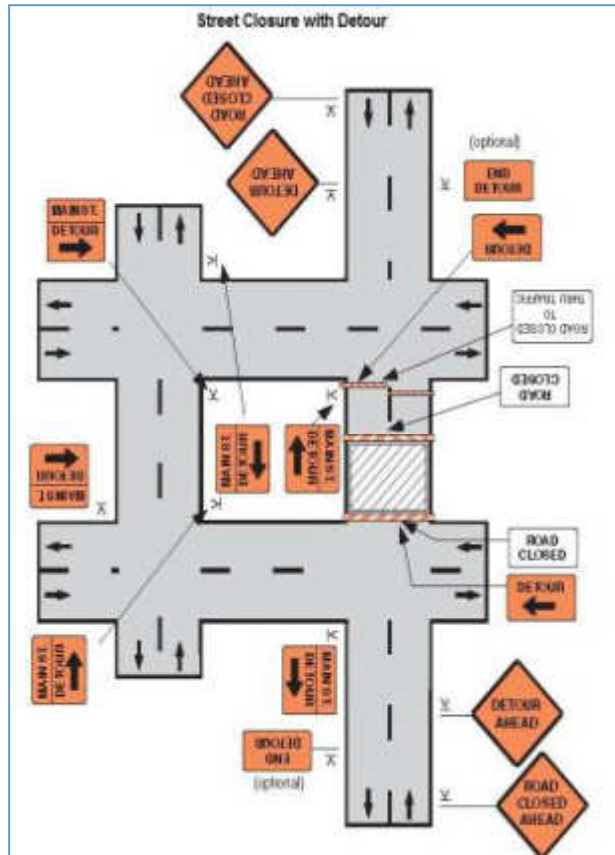 Street Closure with Detour
ROAD
CLOSED
AHEAD
DETOUR
AHEAD
(optional)
END
DETOUR
MAIN ST.
DETOUR
DETOUR
ROAD CLOSED
TO
THRU TRAFFIC
ROAD
CLOSED
MAIN ST
DETOUR
MAIN ST
DETOUR
MAIN ST
DETOUR
ROAD
CLOSED
DETOUR
MAIN ST
DETOUR
MAIN ST
DETOUR
DETOUR
AHEAD
END
DETOUR
(optional)
ROAD
CLOSED
AHEAD